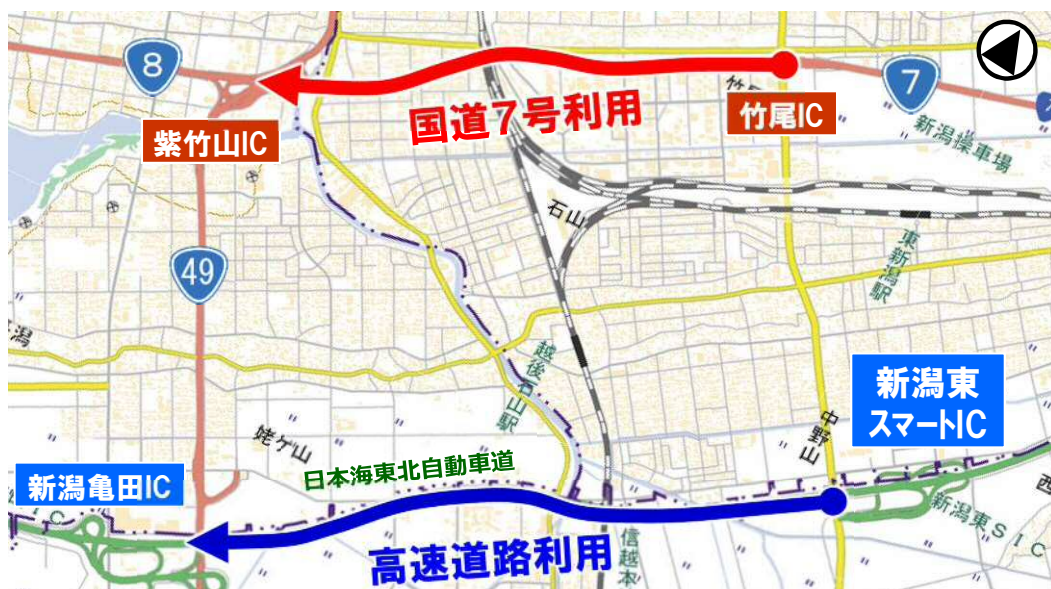 8
7
国道7号利用
竹尾IC
紫竹山IC
新潟操車場
石山
東新潟駅
49
潟
越後石山駅
新潟東
スマートIC
中野山
姥ケ山
日本海東北自動車道
新潟亀田IC
IC
西
新潟東SIC
高速道路利用
信越本